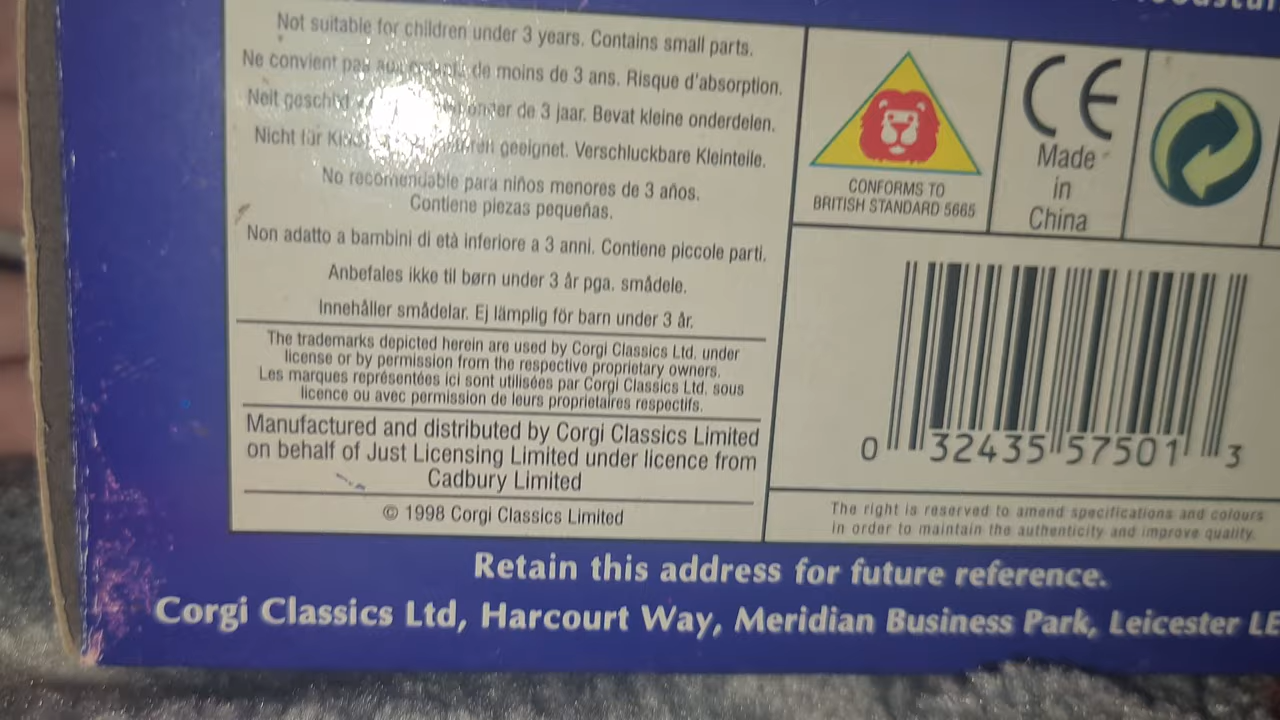 Not suitable for children under 3 years. Contains small parts.
Ne convient pas aux enfants de moins de 3 ans. Risque d'absorption.
Neit geschikt onder de 3 jaar. Bevat kleine onderdelen.
Nicht für geeignet. Verschluckbare Kleinteile.
No recomendable para niños menores de 3 años.
Contiene piezas pequeñas.
Non adatto a bambini di età inferiore a 3 anni. Contiene piccole parti.
Anbefales ikke til børn under 3 år pga. smådele.
Innehåller smådelar. Ej lämplig för barn under 3 år.
The trademarks depicted herein are used by Corgi Classics Ltd. under
license or by permission from the respective proprietary owners.
Les marques représentées ici sont utilisées par Corgi Classics Ltd. sous
licence ou avec permission de leurs proprietaires respectifs.
Manufactured and distributed by Corgi Classics Limited
on behalf of Just Licensing Limited under licence from
Cadbury Limited
© 1998 Corgi Classics Limited
CONFORMS TO
BRITISH STANDARD 5665
CE
Made
in
China
0 32435 57501 3
The right is reserved to amend specifications and colours
in order to maintain the authenticity and improve quality.
Retain this address for future reference.
Corgi Classics Ltd, Harcourt Way, Meridian Business Park, Leicester LE